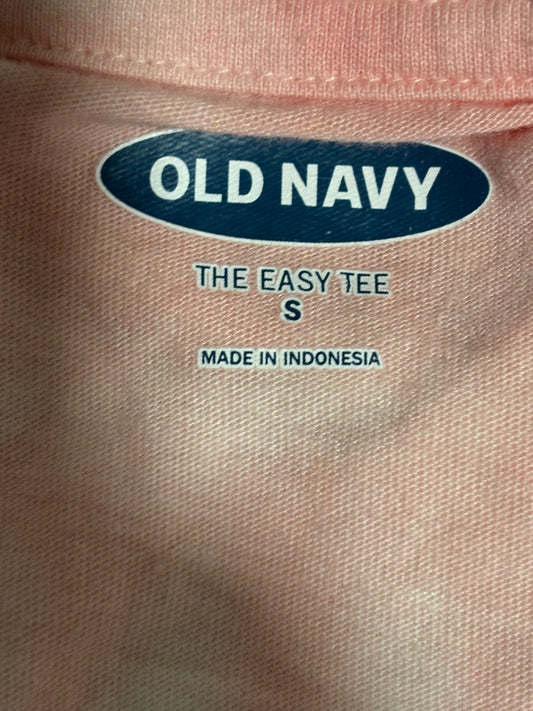 OLD NAVY
THE EASY TEE
S
MADE IN INDONESIA